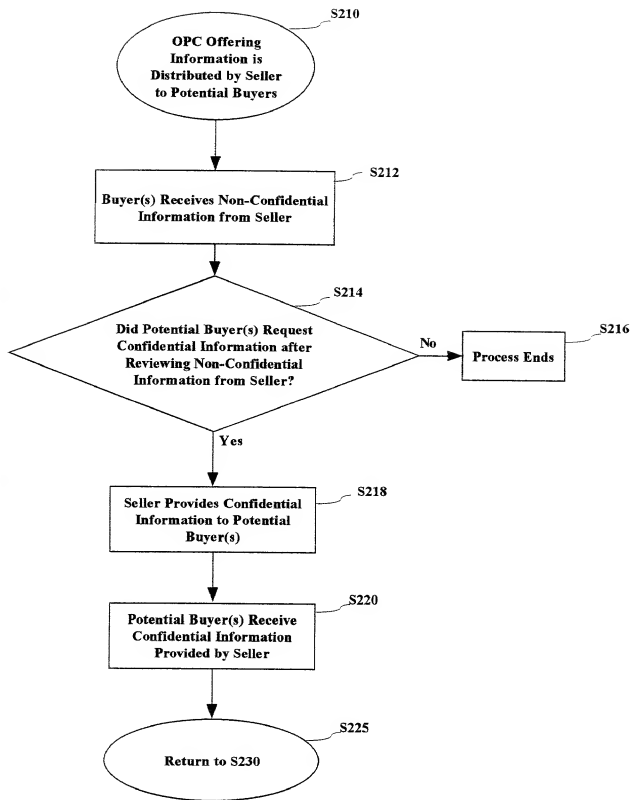 S210
OPC Offering
Information is
Distributed by Seller
to Potential Buyers
S212
Buyer(s) Receives Non-Confidential
Information from Seller
S214
Did Potential Buyer(s) Request
Confidential Information after
Reviewing Non-Confidential
Information from Seller?
No
S216
Process Ends
Yes
S218
Seller Provides Confidential
Information to Potential
Buyer(s)
S220
Potential Buyer(s) Receive
Confidential Information
Provided by Seller
S225
Return to S230